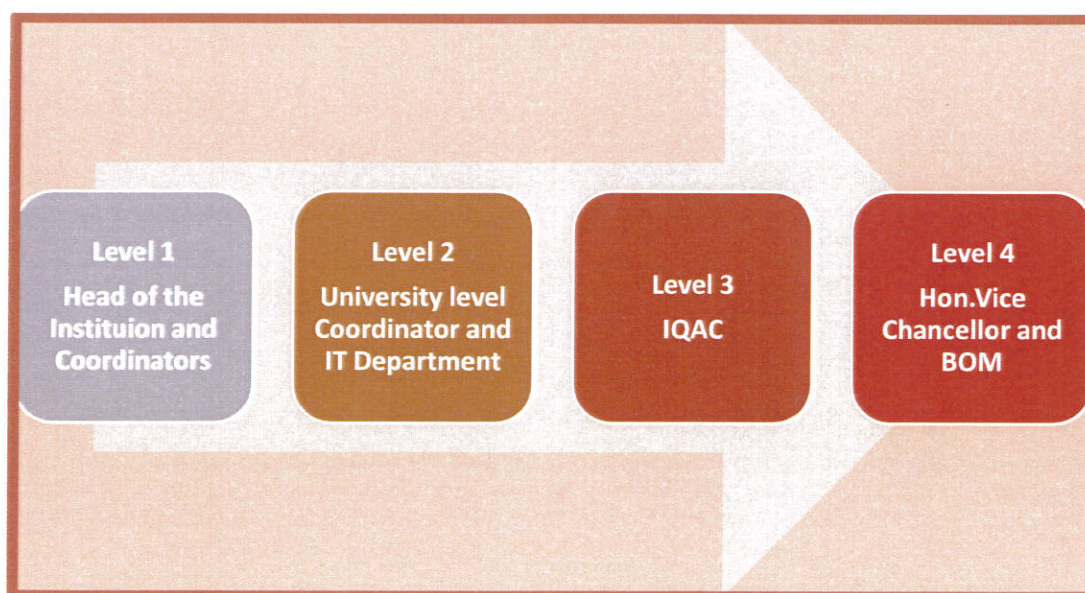 Level 1
Head of the
Instituion and
Coordinators
Level 2
University level
Coordinator and
IT Department
Level 3
IQAC
Level 4
Hon.Vice
Chancellor and
BOM